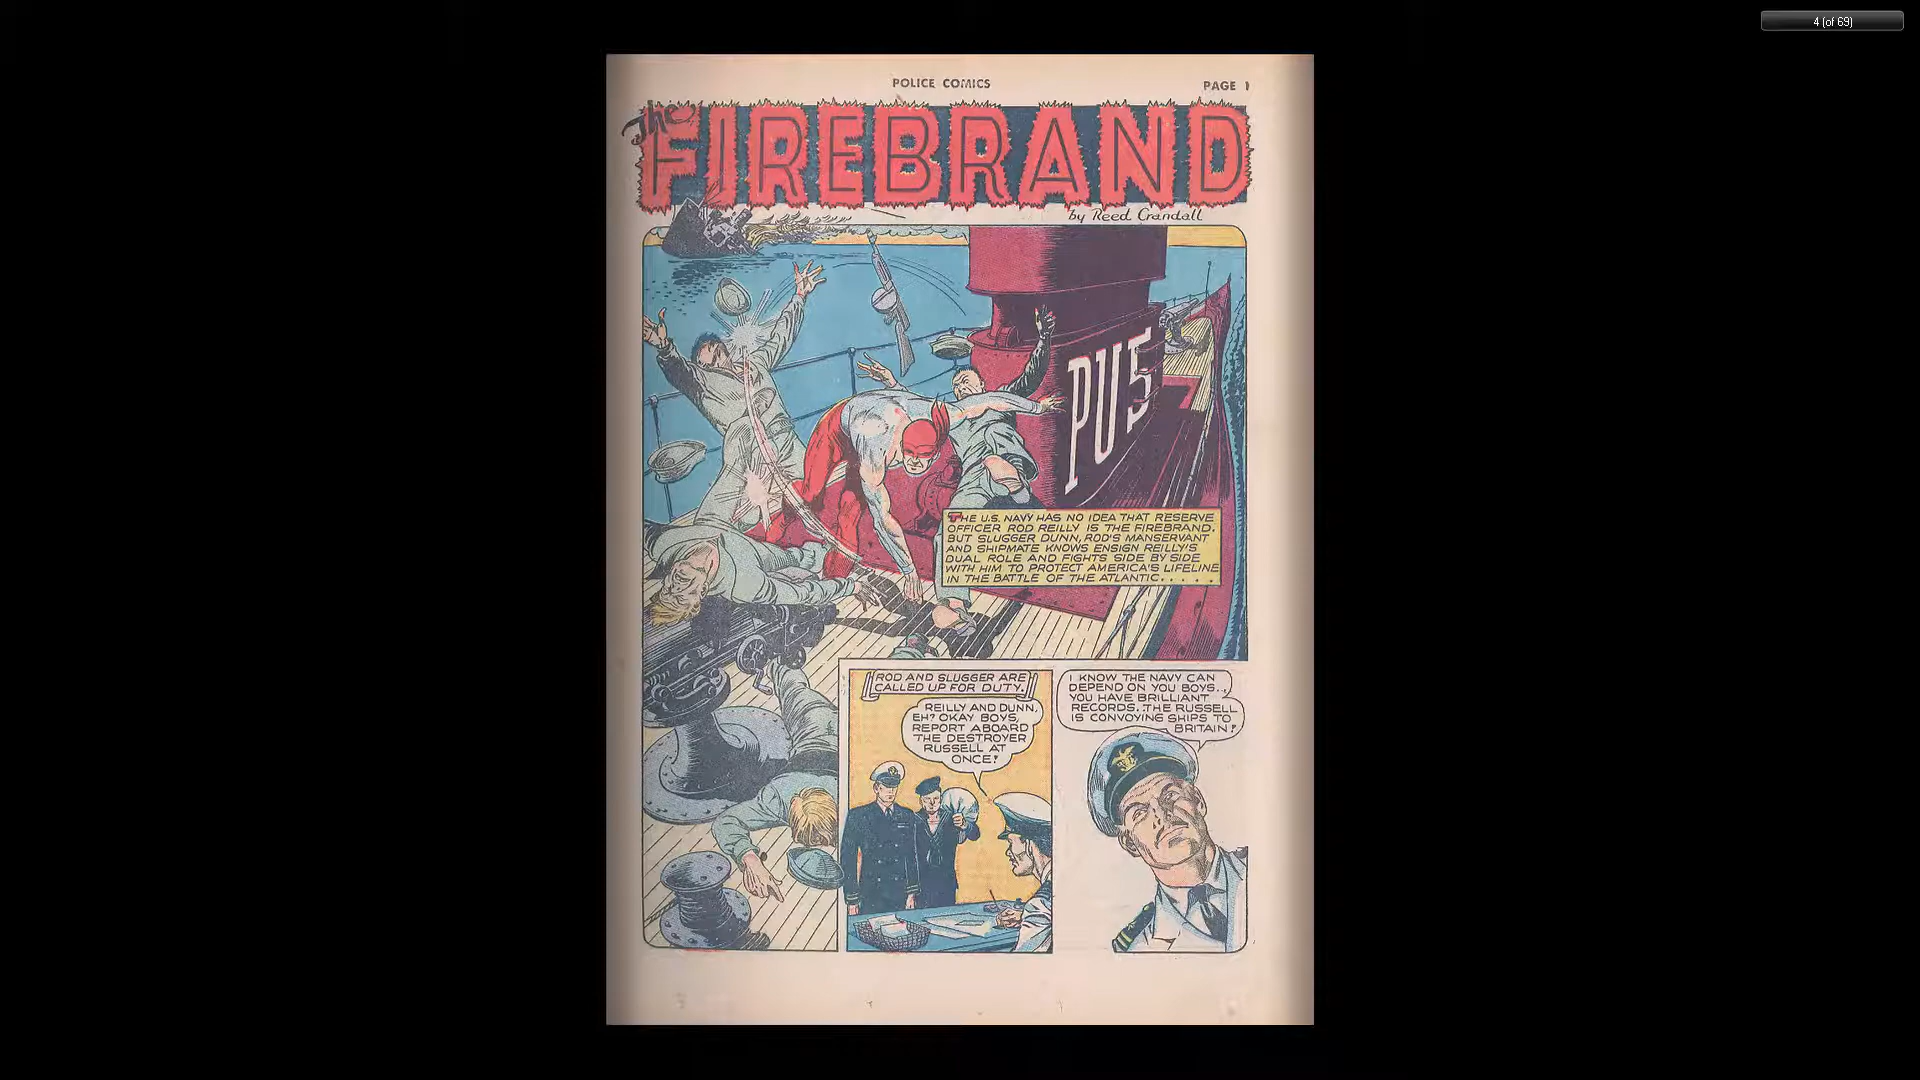 4 (of 69)
POLICE COMICS
PAGE 1
The
FIREBRAND
by Reed Crandall
PU5
THE U.S. NAVY HAS NO IDEA THAT RESERVE
OFFICER ROD REILLY IS THE FIREBRAND.
BUT SLUGGER DUNN, ROD'S MANSERVANT
AND SHIPMATE KNOWS ENSIGN REILLY'S
DUAL ROLE AND FIGHTS SIDE BY SIDE
WITH HIM TO PROTECT AMERICA'S LIFELINE
IN THE BATTLE OF THE ATLANTIC.....
ROD AND SLUGGER ARE
CALLED UP FOR DUTY.
REILLY AND DUNN,
EH? OKAY BOYS,
REPORT ABOARD
THE DESTROYER
RUSSELL AT
ONCE!
I KNOW THE NAVY CAN
DEPEND ON YOU BOYS...
YOU HAVE BRILLIANT
RECORDS. THE RUSSELL
IS CONVOYING SHIPS TO
BRITAIN!